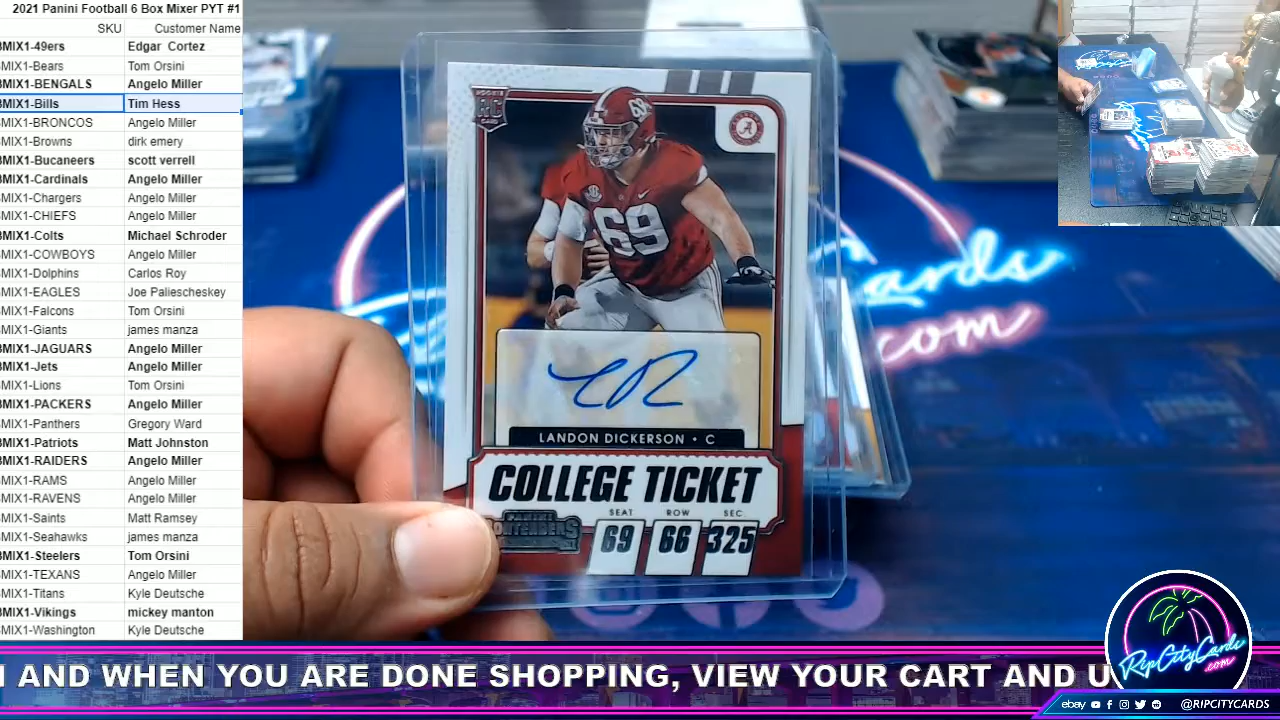 2021 Panini Football 6 Box Mixer PYT #1
SKU Customer Name
MIX1-49ers Edgar Cortez
MIX1-Bears Tom Orsini
MIX1-BENGALS Angelo Miller
MIX1-Bills Tim Hess
MIX1-BRONCOS Angelo Miller
MIX1-Browns dirk emery
MIX1-Bucaneers scott verrell
MIX1-Cardinals Angelo Miller
MIX1-Chargers Angelo Miller
MIX1-CHIEFS Angelo Miller
MIX1-Colts Michael Schroder
MIX1-COWBOYS Angelo Miller
MIX1-Dolphins Carlos Roy
MIX1-EAGLES Joe Paliescheskey
MIX1-Falcons Tom Orsini
MIX1-Giants james manza
MIX1-JAGUARS Angelo Miller
MIX1-Jets Angelo Miller
MIX1-Lions Tom Orsini
MIX1-PACKERS Angelo Miller
MIX1-Panthers Gregory Ward
MIX1-Patriots Matt Johnston
MIX1-RAIDERS Angelo Miller
MIX1-RAMS Angelo Miller
MIX1-RAVENS Angelo Miller
MIX1-Saints Matt Ramsey
MIX1-Seahawks james manza
MIX1-Steelers Tom Orsini
MIX1-TEXANS Angelo Miller
MIX1-Titans Kyle Deutsche
MIX1-Vikings mickey manton
MIX1-Washington Kyle Deutsche
RC
A
69
LANDON DICKERSON • C
COLLEGE TICKET
SEAT ROW SEC.
69 66 325
PANINI
CONTENDERS
Cards
.com
AND WHEN YOU ARE DONE SHOPPING, VIEW YOUR CART AND U
RipCityCards
.com
ebay @RIPCITYCARDS